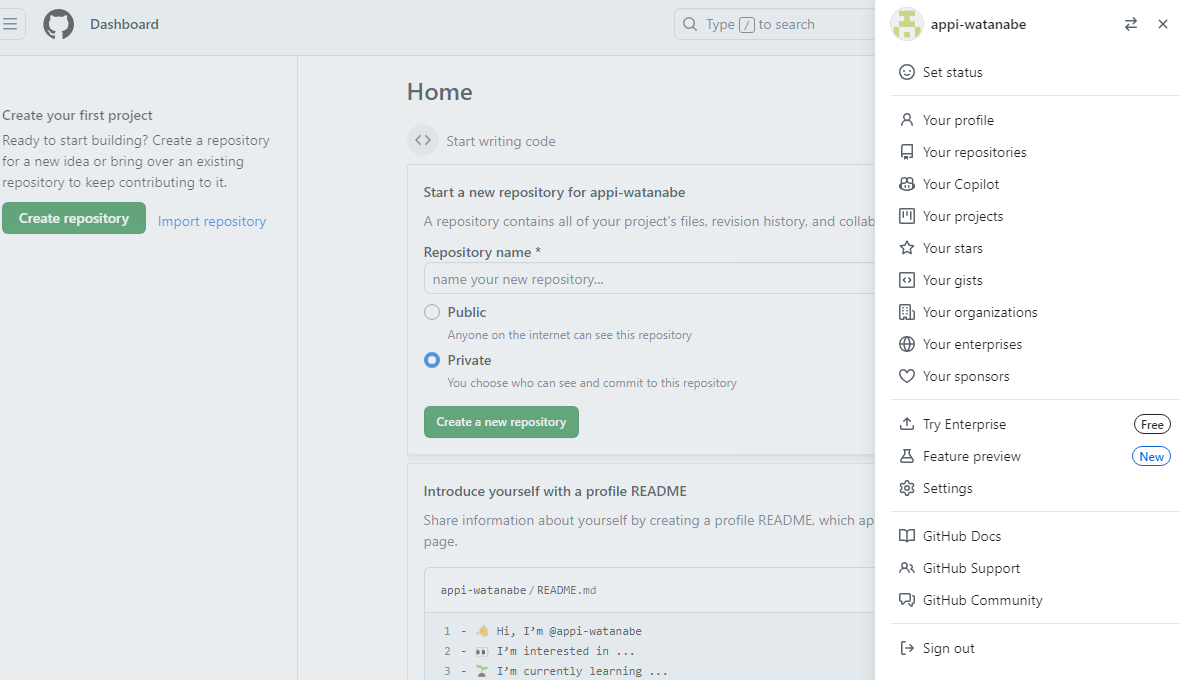 Dashboard
Type / to search
Create your first project
Ready to start building? Create a repository
for a new idea or bring over an existing
repository to keep contributing to it.
Create repository
Import repository
Home
Start writing code
Start a new repository for appi-watanabe
A repository contains all of your project's files, revision history, and collab
Repository name *
name your new repository...
Public
Anyone on the internet can see this repository
Private
You choose who can see and commit to this repository
Create a new repository
Introduce yourself with a profile README
Share information about yourself by creating a profile README, which ap
page.
appi-watanabe / README.md
1 - 👋 Hi, I’m @appi-watanabe
2 - 👀 I’m interested in ...
3 - 🌱 I’m currently learning ...
appi-watanabe
Set status
Your profile
Your repositories
Your Copilot
Your projects
Your stars
Your gists
Your organizations
Your enterprises
Your sponsors
Try Enterprise
Free
Feature preview
New
Settings
GitHub Docs
GitHub Support
GitHub Community
Sign out